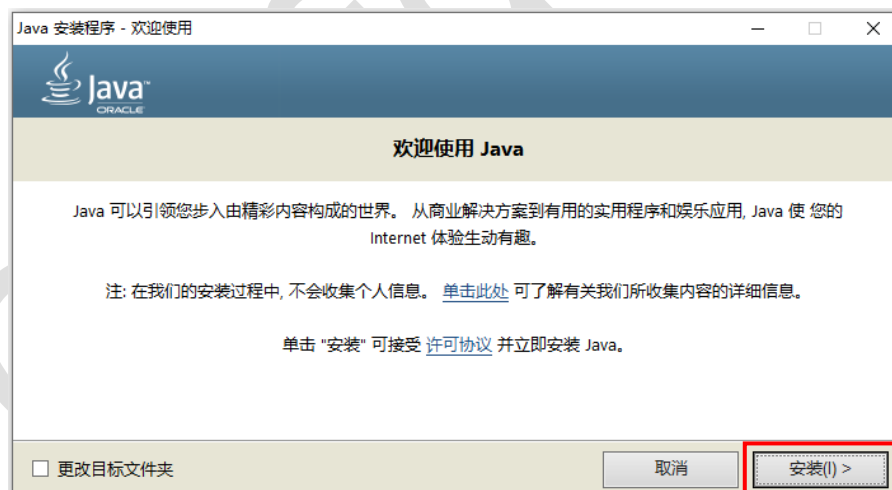 Java 安装程序 - 欢迎使用
Java™
ORACLE
欢迎使用 Java
Java 可以引领您步入由精彩内容构成的世界。 从商业解决方案到有用的实用程序和娱乐应用, Java 使 您的
Internet 体验生动有趣。
注: 在我们的安装过程中, 不会收集个人信息。 单击此处 可了解有关我们所收集内容的详细信息。
单击 "安装" 可接受 许可协议 并立即安装 Java。
更改目标文件夹
取消
安装(I) >